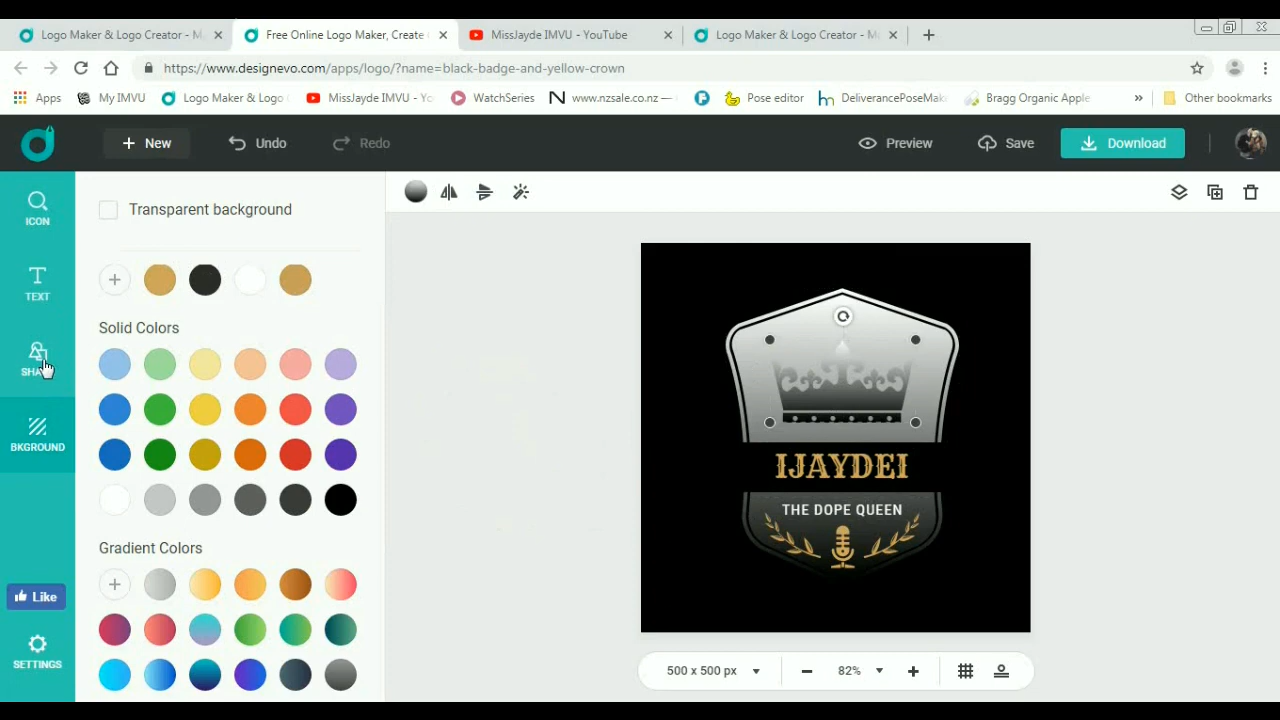 Logo Maker & Logo Creator - M
Free Online Logo Maker, Create
MissJayde IMVU - YouTube
Logo Maker & Logo Creator - M
https://www.designevo.com/apps/logo/?name=black-badge-and-yellow-crown
Apps
My IMVU
Logo Maker & Logo
MissJayde IMVU - Yo
WatchSeries
www.nzsale.co.nz —
Pose editor
DeliverancePoseMak
Bragg Organic Apple
»
Other bookmarks
+ New
Undo
Redo
Preview
Save
Download
ICON
TEXT
SHA
BKGROUND
Like
SETTINGS
Transparent background
Solid Colors
Gradient Colors
IJAYDEI
THE DOPE QUEEN
500 x 500 px
82%